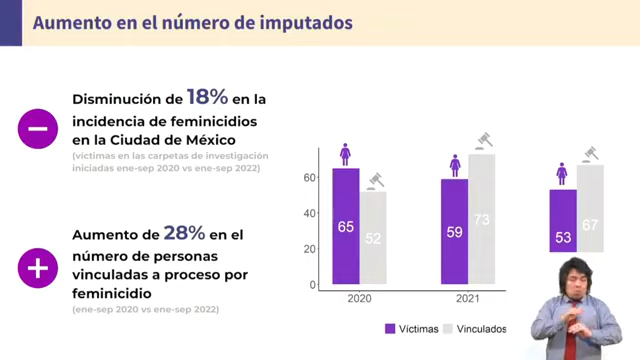 Aumento en el número de imputados
Disminución de 18% en la
incidencia de feminicidios
en la Ciudad de México
(víctimas en las carpetas de investigación
iniciadas ene-sep 2020 vs ene-sep 2022)
Aumento de 28% en el
número de personas
vinculadas a proceso por
feminicidio
(ene-sep 2020 vs ene-sep 2022)
60
40
20
0
65
52
59
73
53
67
2020
2021
Víctimas
Vinculados